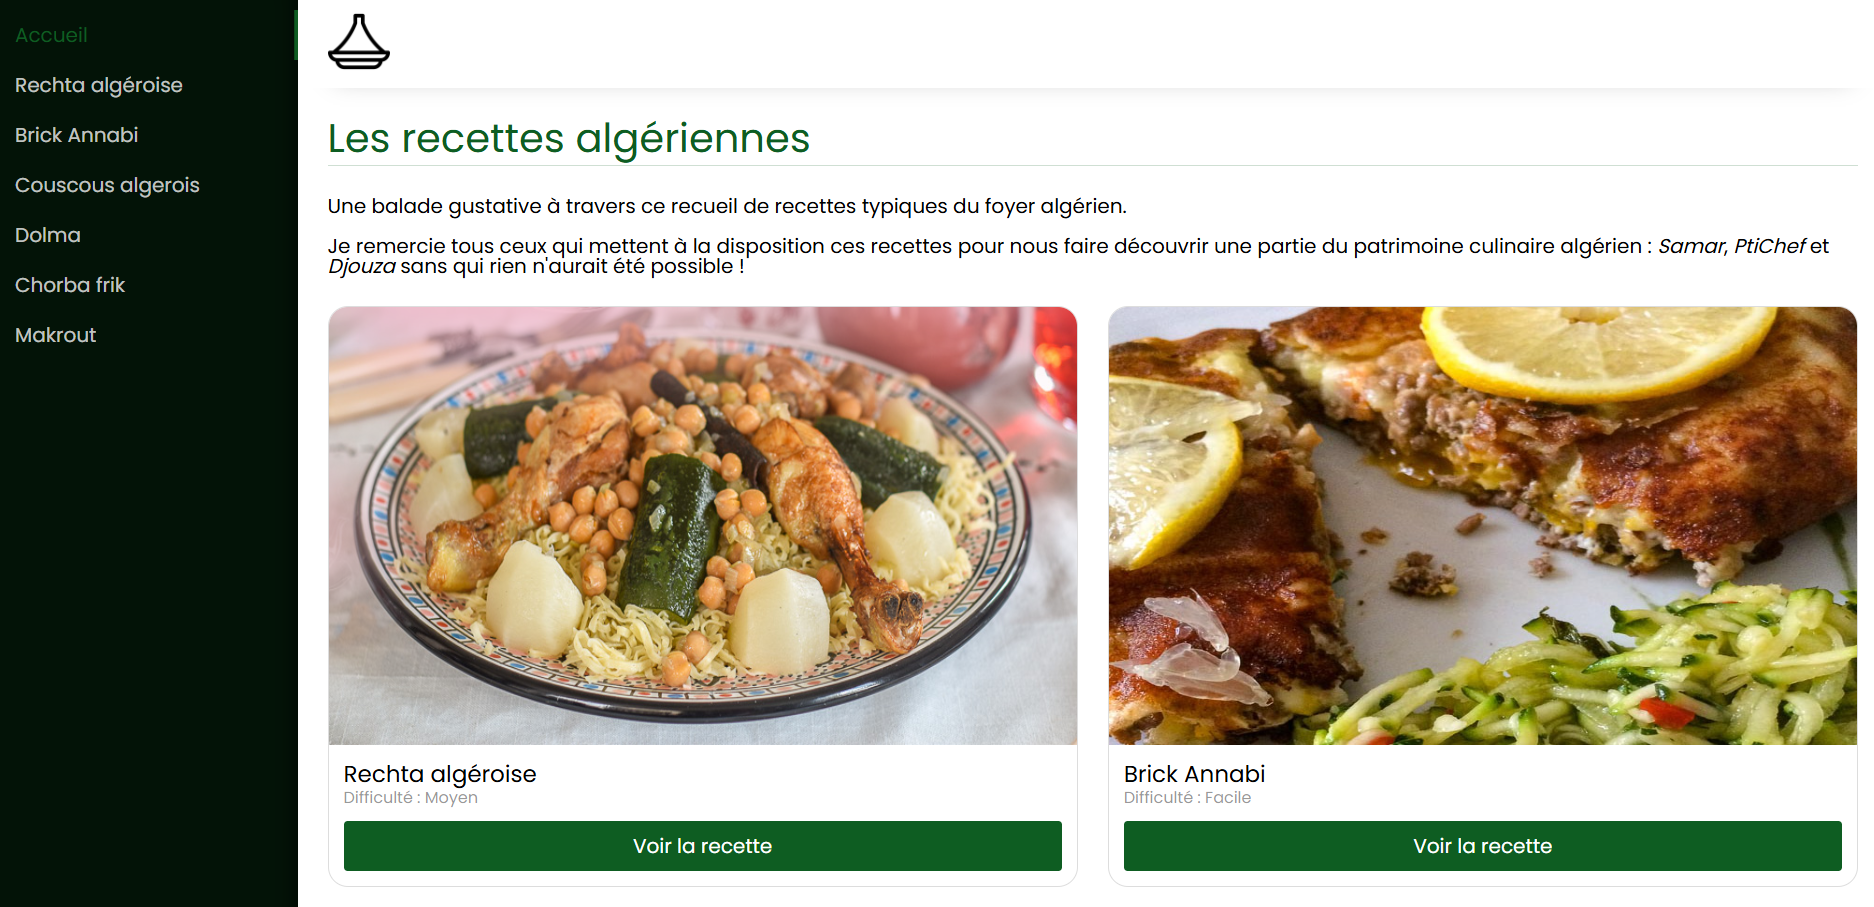 Accueil
Rechta algéroise
Brick Annabi
Couscous algerois
Dolma
Chorba frik
Makrout
Les recettes algériennes
Une balade gustative à travers ce recueil de recettes typiques du foyer algérien.
Je remercie tous ceux qui mettent à la disposition ces recettes pour nous faire découvrir une partie du patrimoine culinaire algérien : Samar, PtiChef et
Djouza sans qui rien n'aurait été possible !
Rechta algéroise
Difficulté : Moyen
Voir la recette
Brick Annabi
Difficulté : Facile
Voir la recette